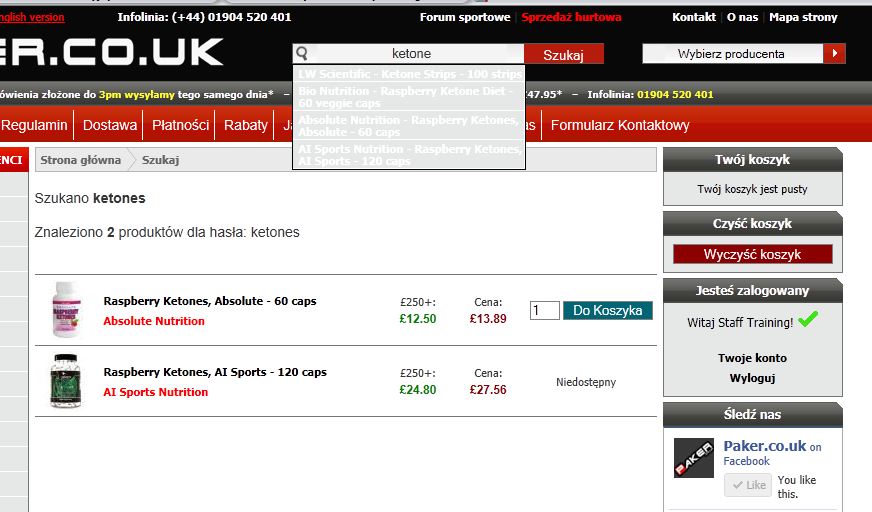 nglish version
Infolinia: (+44) 01904 520 401
Forum sportowe | Sprzedaż hurtowa
Kontakt | O nas | Mapa strony
ER.CO.UK
ketone
Szukaj
Wybierz producenta
LW Scientific - Ketone Strips - 100 strips
Bio Nutrition - Raspberry Ketone Diet -
60 veggie caps
Absolute Nutrition - Raspberry Ketones,
Absolute - 60 caps
AI Sports Nutrition - Raspberry Ketones,
AI Sports - 120 caps
ówienia złożone do 3pm wysyłamy tego samego dnia* –
47.95* – Infolinia: 01904 520 401
Regulamin
Dostawa
Płatności
Rabaty
Formularz Kontaktowy
ENCI
Strona główna
Szukaj
Szukano ketones
Znaleziono 2 produktów dla hasła: ketones
Raspberry Ketones, Absolute - 60 caps
Absolute Nutrition
£250+:
£12.50
Cena:
£13.89
1
Do Koszyka
Raspberry Ketones, AI Sports - 120 caps
AI Sports Nutrition
£250+:
£24.80
Cena:
£27.56
Niedostępny
Twój koszyk
Twój koszyk jest pusty
Czyść koszyk
Wyczyść koszyk
Jesteś zalogowany
Witaj Staff Training!
Twoje konto
Wyloguj
Śledź nas
PAKER
Paker.co.uk on
Facebook
Like
You like
this.